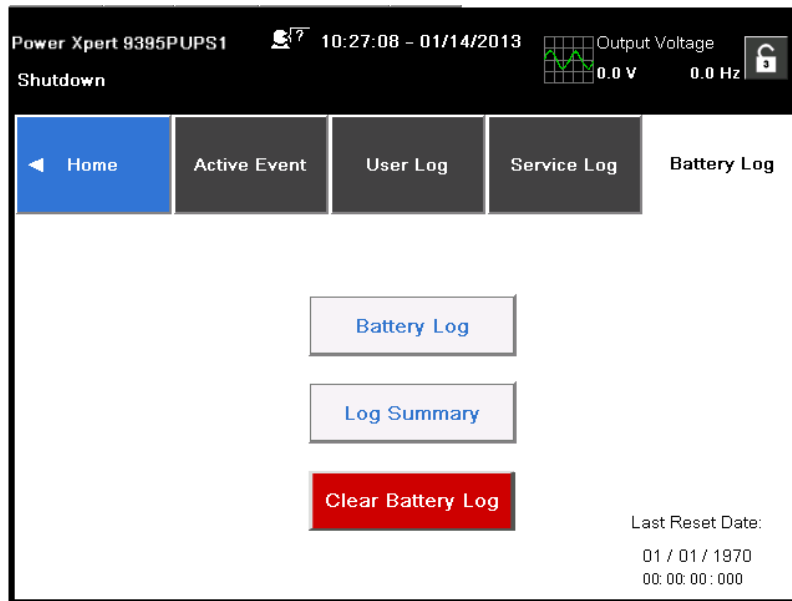 Power Xpert 9395PUPS1 ? 10:27:08 - 01/14/2013 Output Voltage
Shutdown 0.0 V 0.0 Hz 3
Home Active Event User Log Service Log Battery Log
Battery Log
Log Summary
Clear Battery Log
Last Reset Date:
01 / 01 / 1970
00: 00: 00 : 000